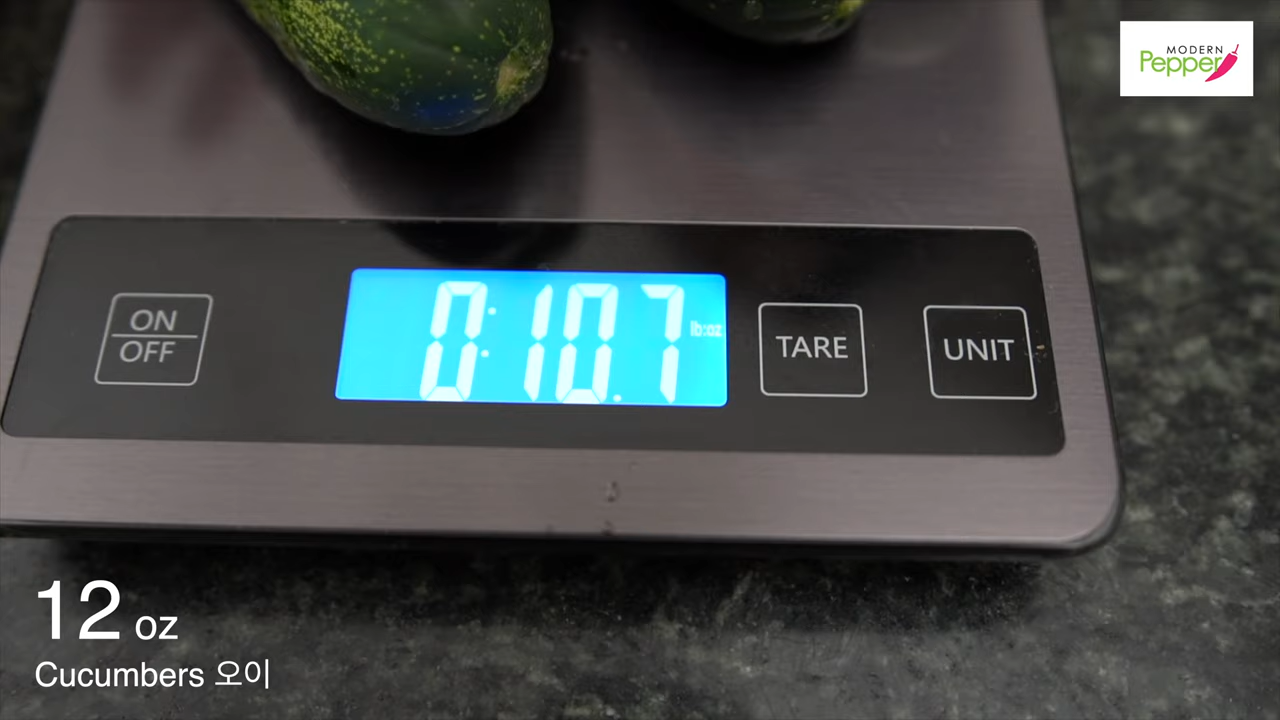 MODERN
Pepper
ON
OFF
0:10.7
lb:oz
TARE
UNIT
12 oz
Cucumbers 오이